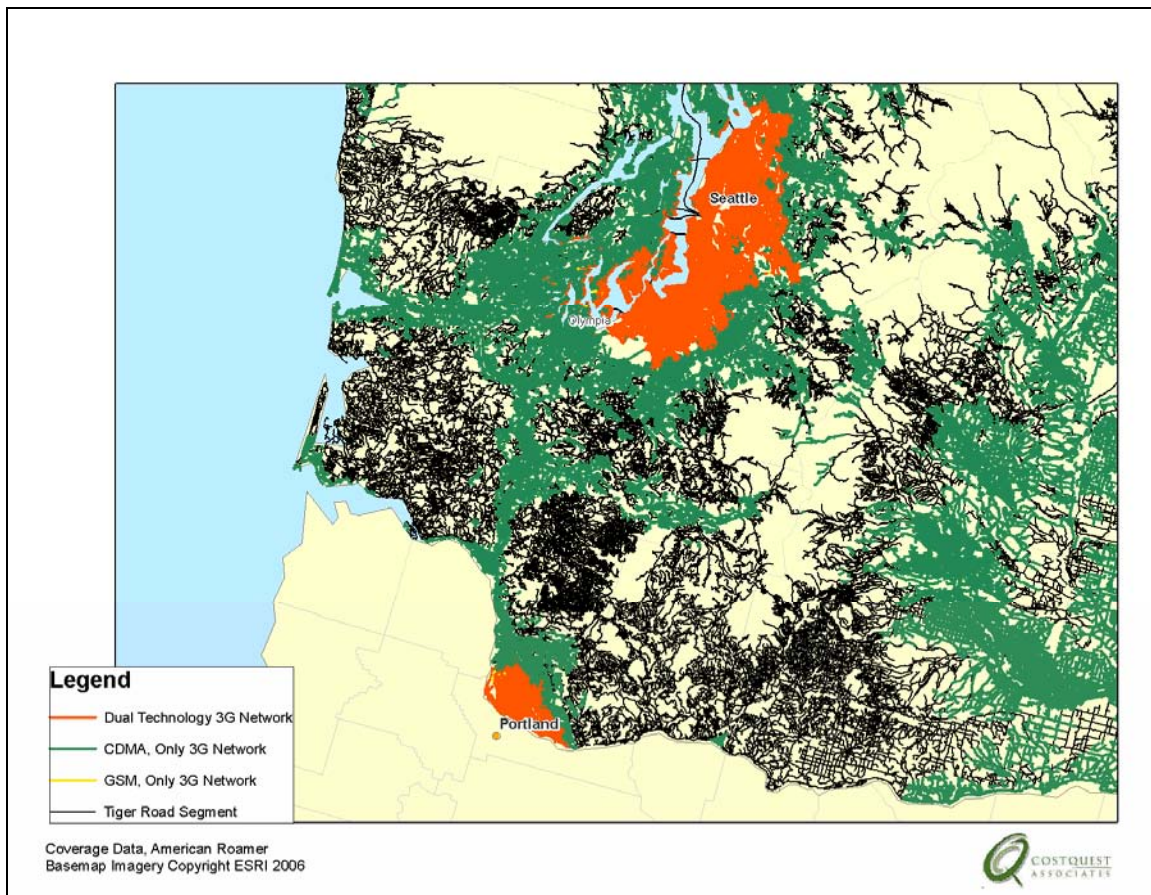 Seattle
Olympia
Portland
Legend
Dual Technology 3G Network
CDMA, Only 3G Network
GSM, Only 3G Network
Tiger Road Segment
Coverage Data, American Roamer
Basemap Imagery Copyright ESRI 2006
COSTQUEST
ASSOCIATES